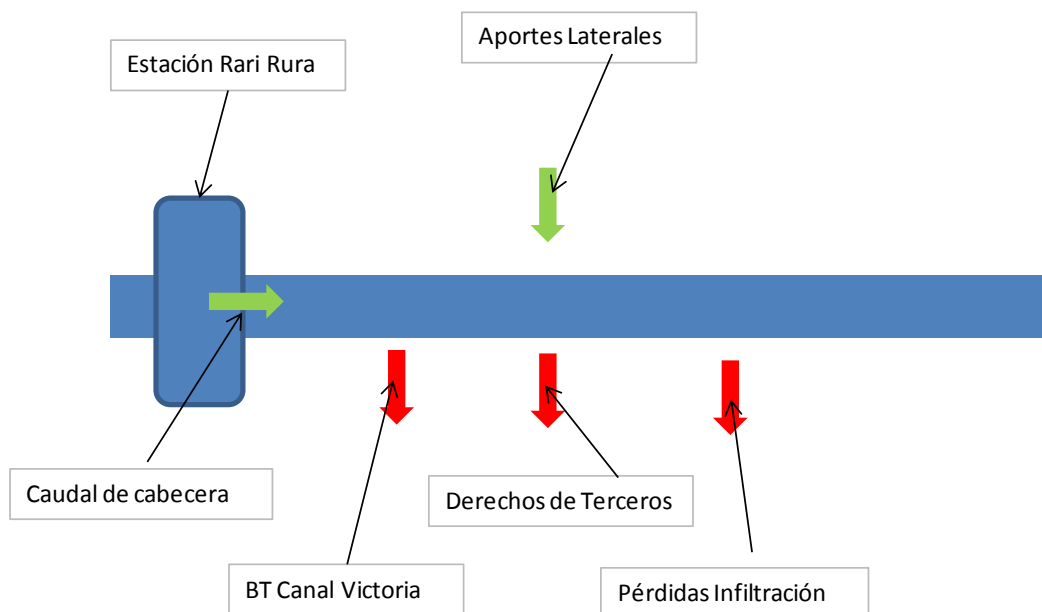 Aportes Laterales
Estación Rari Rura
Caudal de cabecera
Derechos de Terceros
BT Canal Victoria
Pérdidas Infiltración